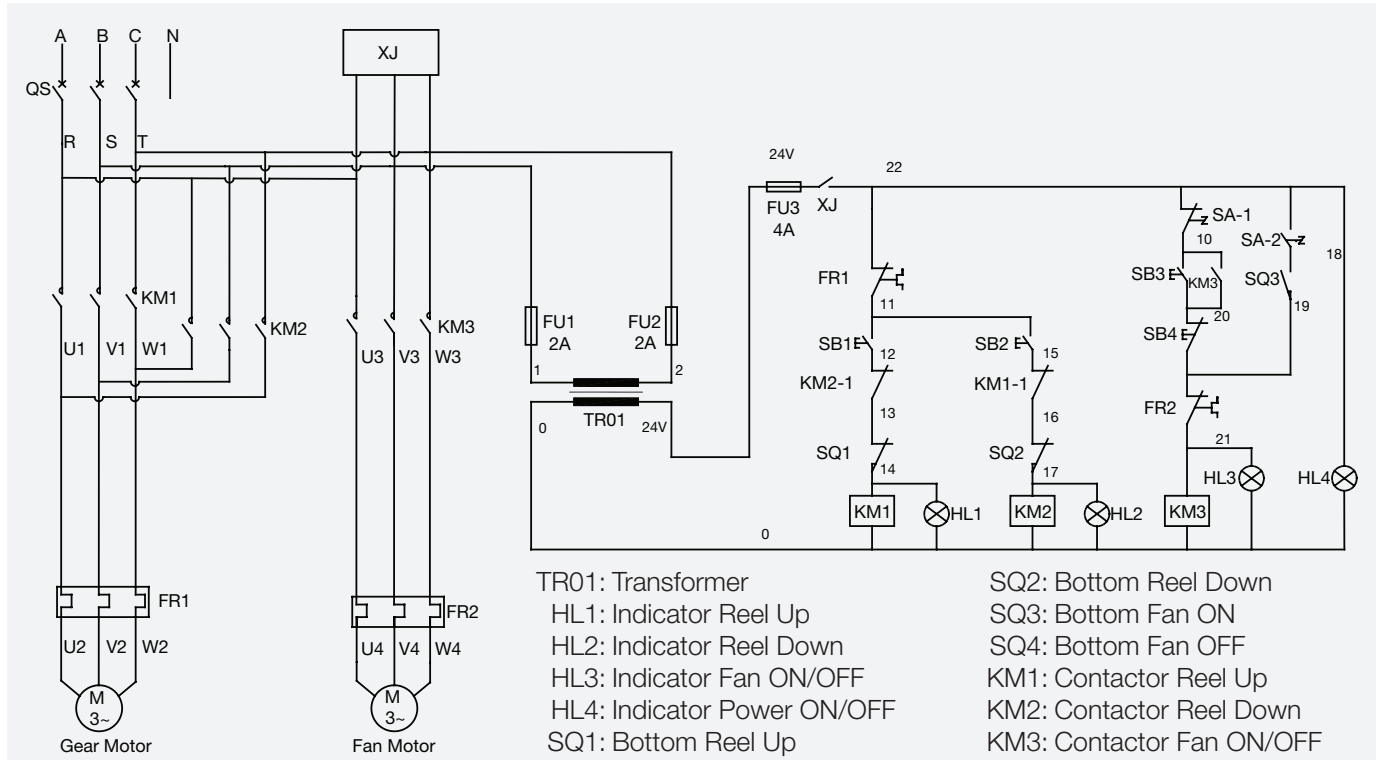 A B C N
XJ
QS
R S T
24V
22
FU3
4A
XJ
SA-1
10
SA-2
18
FR1
SB3
KM3
SQ3
11
19
20
KM1
KM2
KM3
FU1
2A
FU2
2A
U1 V1 W1
U3 V3 W3
SB1
12
SB2
15
SB4
1
2
KM2-1
KM1-1
TR01
0
24V
13
16
FR2
SQ1
14
SQ2
17
21
HL3
HL4
KM1
HL1
KM2
HL2
KM3
0
FR1
FR2
U2 V2 W2
U4 V4 W4
M
3~
M
3~
Gear Motor
Fan Motor
TR01: Transformer
HL1: Indicator Reel Up
HL2: Indicator Reel Down
HL3: Indicator Fan ON/OFF
HL4: Indicator Power ON/OFF
SQ1: Bottom Reel Up
SQ2: Bottom Reel Down
SQ3: Bottom Fan ON
SQ4: Bottom Fan OFF
KM1: Contactor Reel Up
KM2: Contactor Reel Down
KM3: Contactor Fan ON/OFF